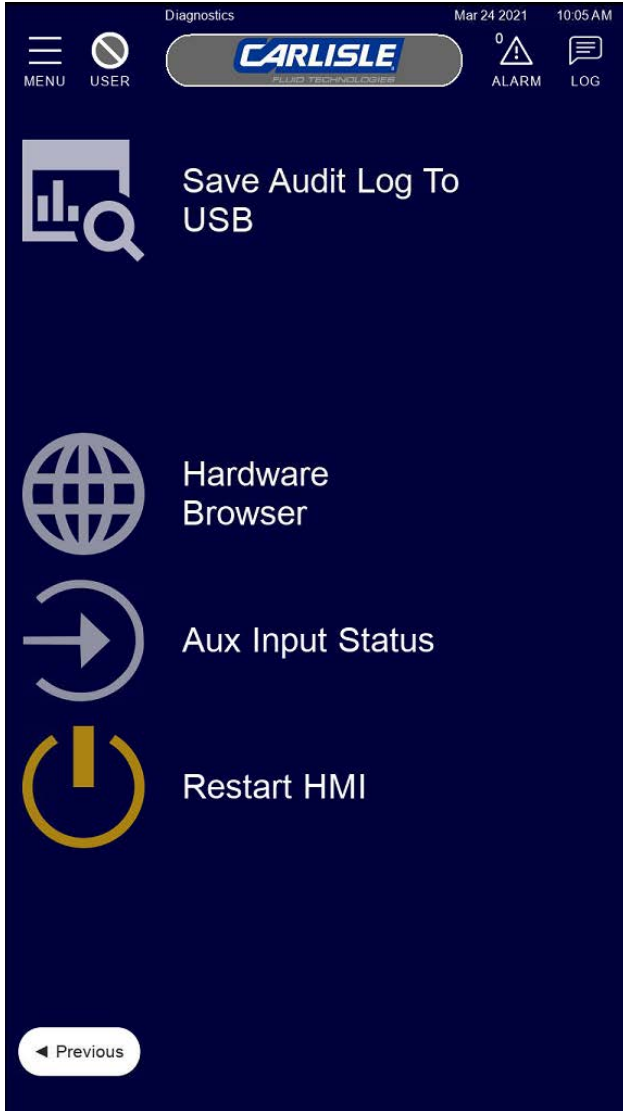 Diagnostics
Mar 24 2021
10:05 AM
MENU
USER
CARLISLE
FLUID TECHNOLOGIES
0
ALARM
LOG
Save Audit Log To
USB
Hardware
Browser
Aux Input Status
Restart HMI
◄ Previous